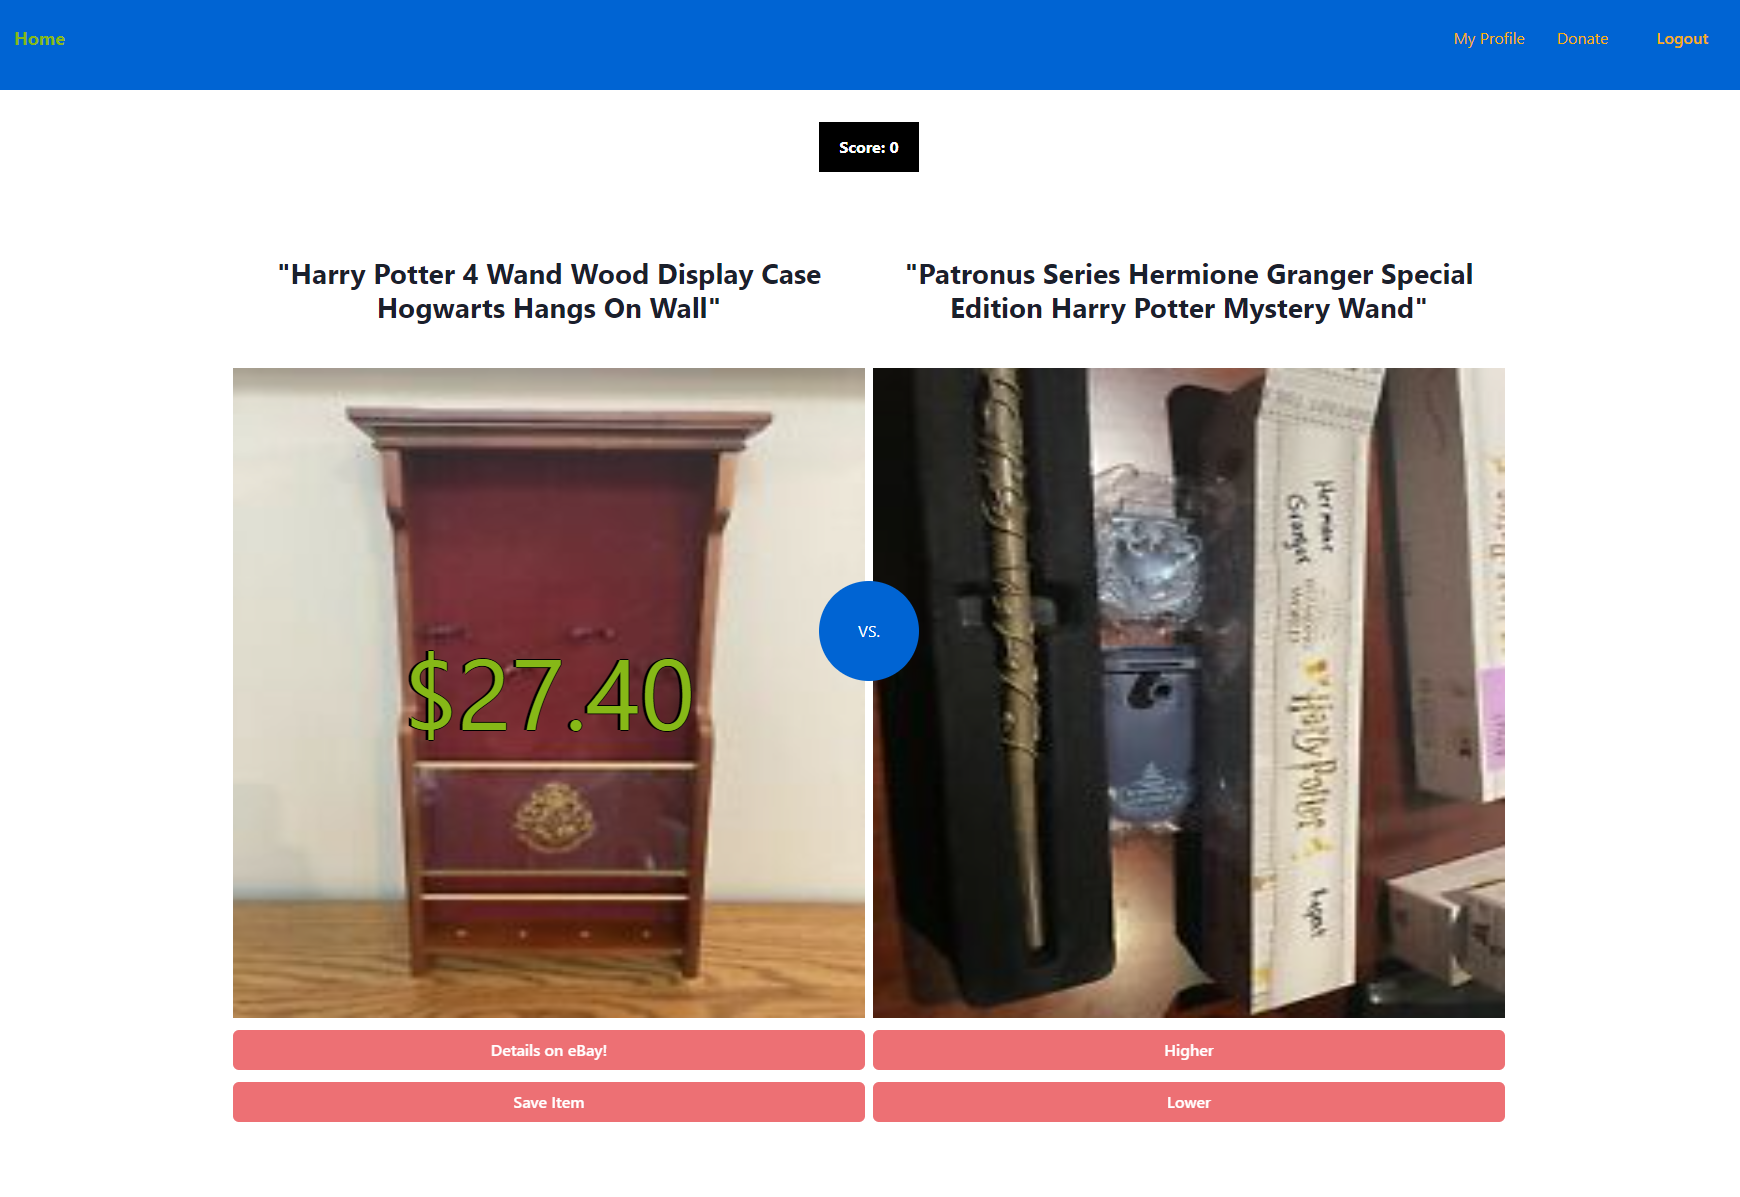 Home
My Profile
Donate
Logout
Score: 0
"Harry Potter 4 Wand Wood Display Case
Hogwarts Hangs On Wall"
"Patronus Series Hermione Granger Special
Edition Harry Potter Mystery Wand"
$27.40
VS.
Harry Potter
Details on eBay!
Higher
Save Item
Lower